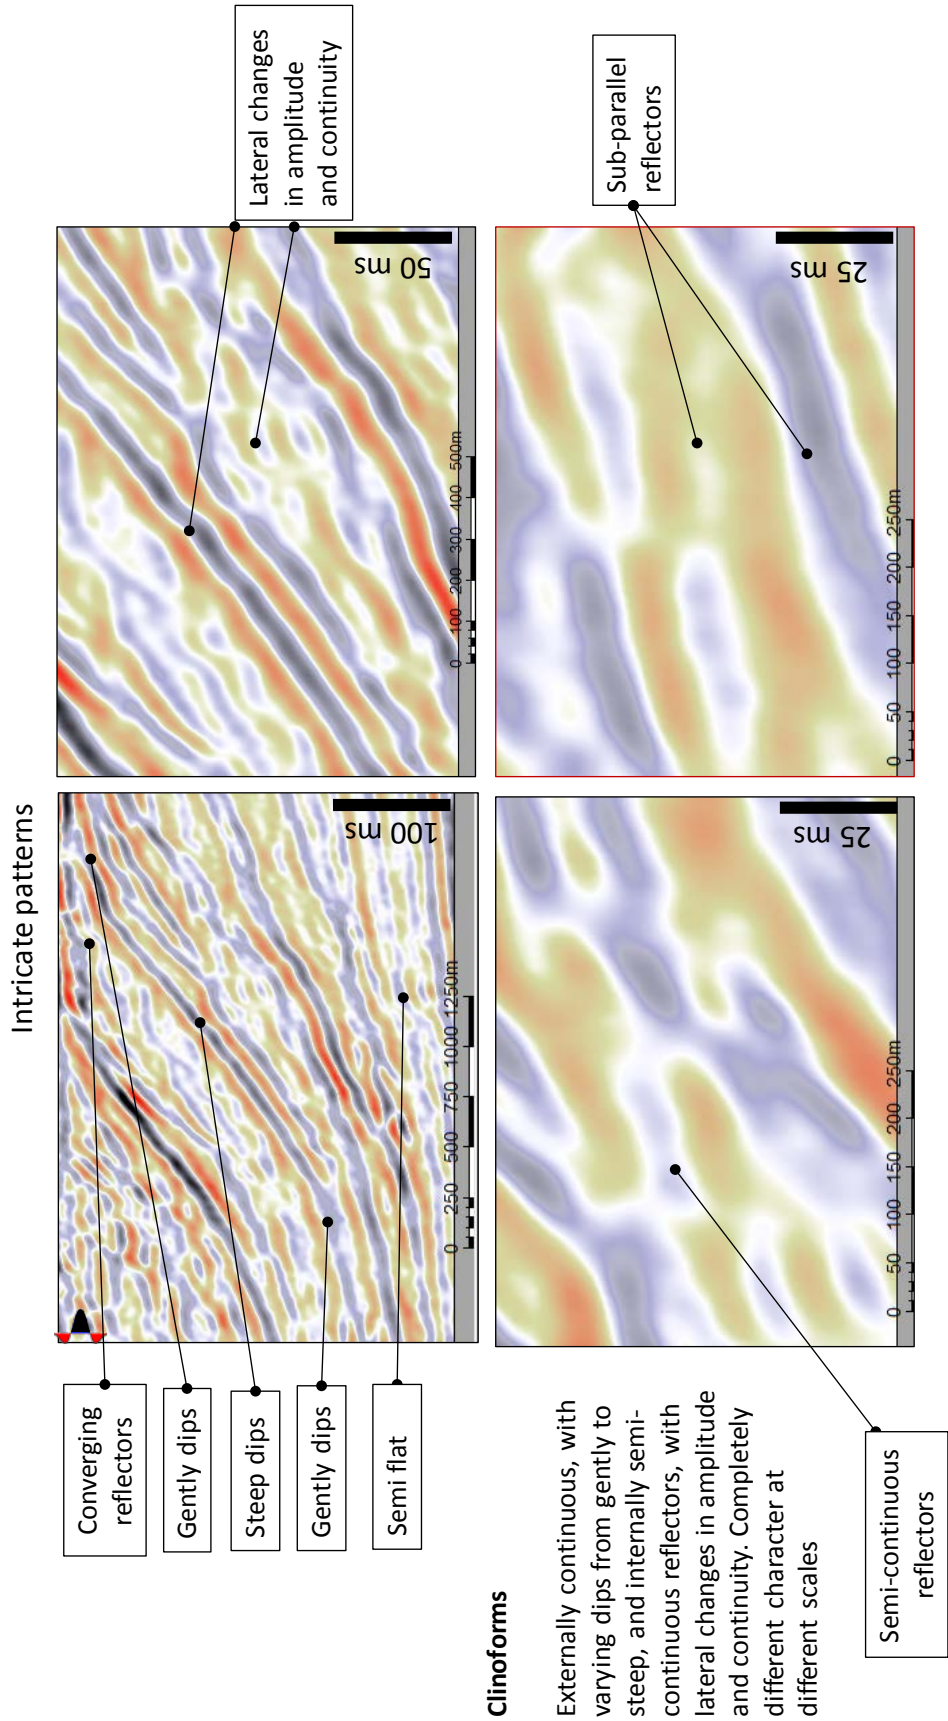 Intricate patterns
Clinoforms
Externally continuous, with
varying dips from gently to
steep, and internally semi-
continuous reflectors, with
lateral changes in amplitude
and continuity. Completely
different character at
different scales
Converging
reflectors
Gently dips
Steep dips
Gently dips
Semi flat
100 ms
0 250 500 750 1000 1250m
50 ms
0 100 200 300 400 500m
Lateral changes
in amplitude
and continuity
Semi-continuous
reflectors
25 ms
0 50 100 150 200 250m
25 ms
0 50 100 150 200 250m
Sub-parallel
reflectors